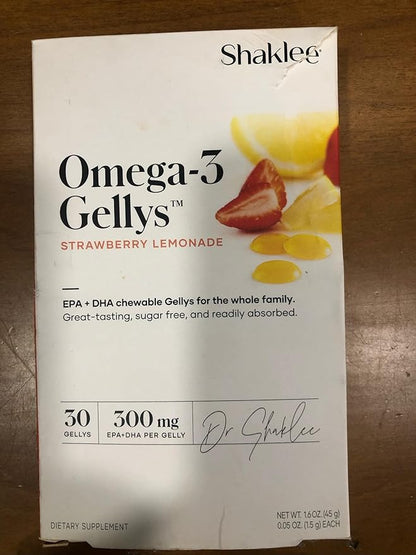 Shaklee
Omega-3
Gellys™
STRAWBERRY LEMONADE
EPA + DHA chewable Gellys for the whole family.
Great-tasting, sugar free, and readily absorbed.
30
GELLYS
300 mg
EPA+DHA PER GELLY
Dr Shaklee
DIETARY SUPPLEMENT
NET WT. 1.6 OZ. (45 g)
0.05 OZ. (1.5 g) EACH